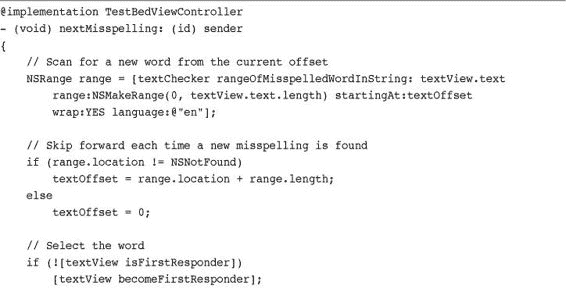 @implementation TestBedViewController
- (void) nextMisspelling: (id) sender
{
    // Scan for a new word from the current offset
    NSRange range = [textChecker rangeOfMisspelledWordInString: textView.text
        range:NSMakeRange(0, textView.text.length) startingAt:textOffset
        wrap:YES language:@"en"];

    // Skip forward each time a new misspelling is found
    if (range.location != NSNotFound)
        textOffset = range.location + range.length;
    else
        textOffset = 0;

    // Select the word
    if (![textView isFirstResponder])
        [textView becomeFirstResponder];